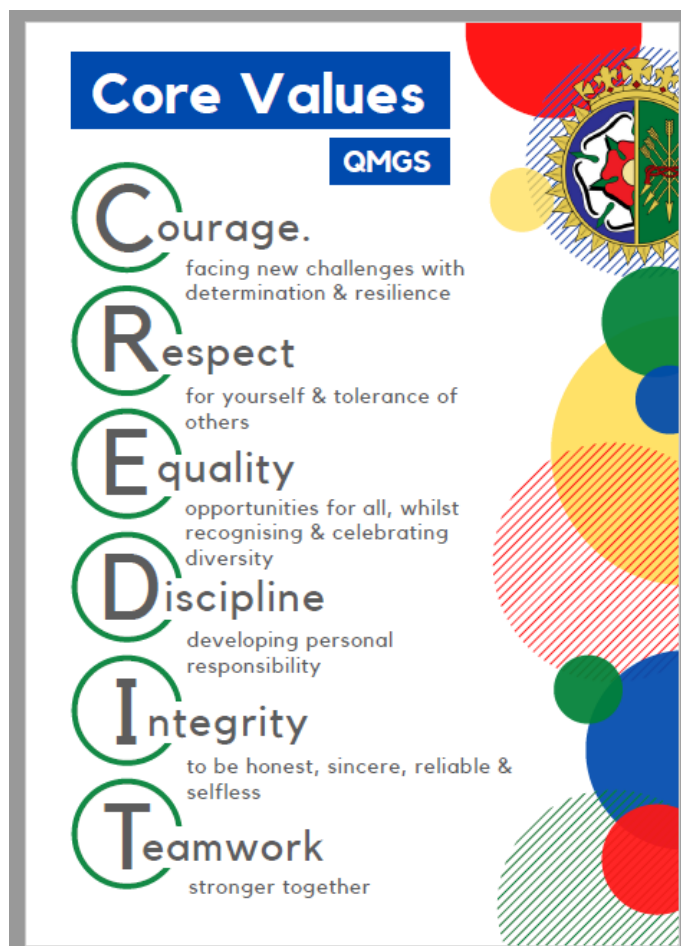 Core Values
QMGS
Courage.
facing new challenges with
determination & resilience
Respect
for yourself & tolerance of
others
Equality
opportunities for all, whilst
recognising & celebrating
diversity
Discipline
developing personal
responsibility
Integrity
to be honest, sincere, reliable &
selfless
Teamwork
stronger together